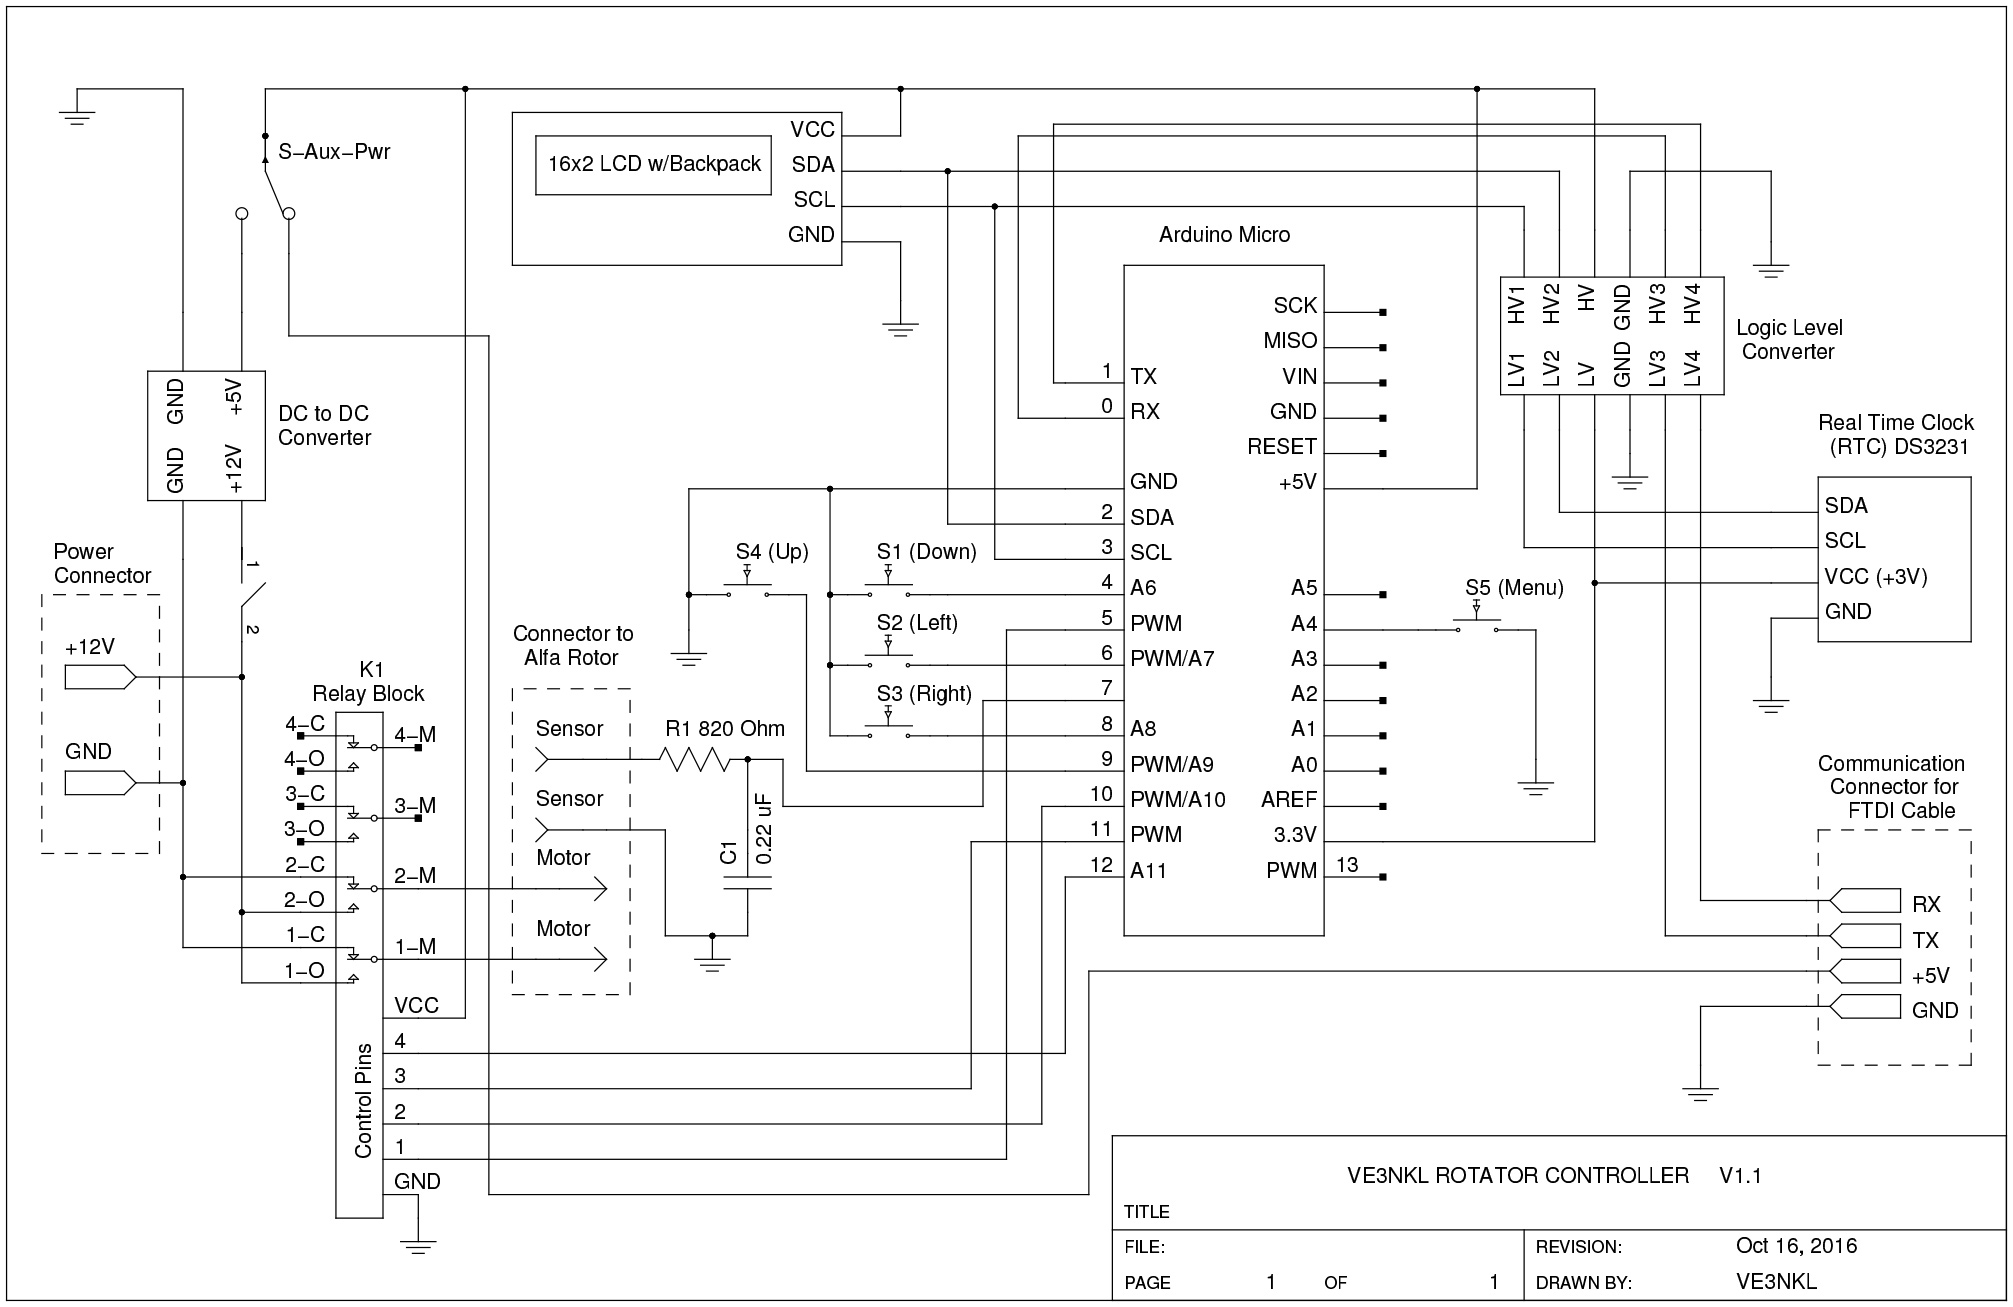 S-Aux-Pwr
16x2 LCD w/Backpack
VCC
SDA
SCL
GND
Arduino Micro
SCK
MISO
VIN
GND
RESET
+5V
A5
A4
A3
A2
A1
A0
AREF
3.3V
PWM 13
1 TX
0 RX
GND
2 SDA
3 SCL
4 A6
5 PWM
6 PWM/A7
7
8 A8
9 PWM/A9
10 PWM/A10
11 PWM
12 A11
HV1
HV2
HV
GND
HV3
HV4
LV1
LV2
LV
GND
LV3
LV4
Logic Level
Converter
Real Time Clock
(RTC) DS3231
SDA
SCL
VCC (+3V)
GND
GND
+5V
GND
+12V
DC to DC
Converter
1
2
Power
Connector
+12V
GND
K1
Relay Block
4-C
4-M
4-O
3-C
3-M
3-O
2-C
2-M
2-O
1-C
1-M
1-O
VCC
4
3
2
1
GND
Control Pins
Connector to
Alfa Rotor
Sensor
Sensor
Motor
Motor
R1 820 Ohm
C1
0.22 uF
S4 (Up)
S1 (Down)
S2 (Left)
S3 (Right)
S5 (Menu)
Communication
Connector for
FTDI Cable
RX
TX
+5V
GND
VE3NKL ROTATOR CONTROLLER V1.1
TITLE
FILE:
REVISION: Oct 16, 2016
PAGE 1 OF 1
DRAWN BY: VE3NKL